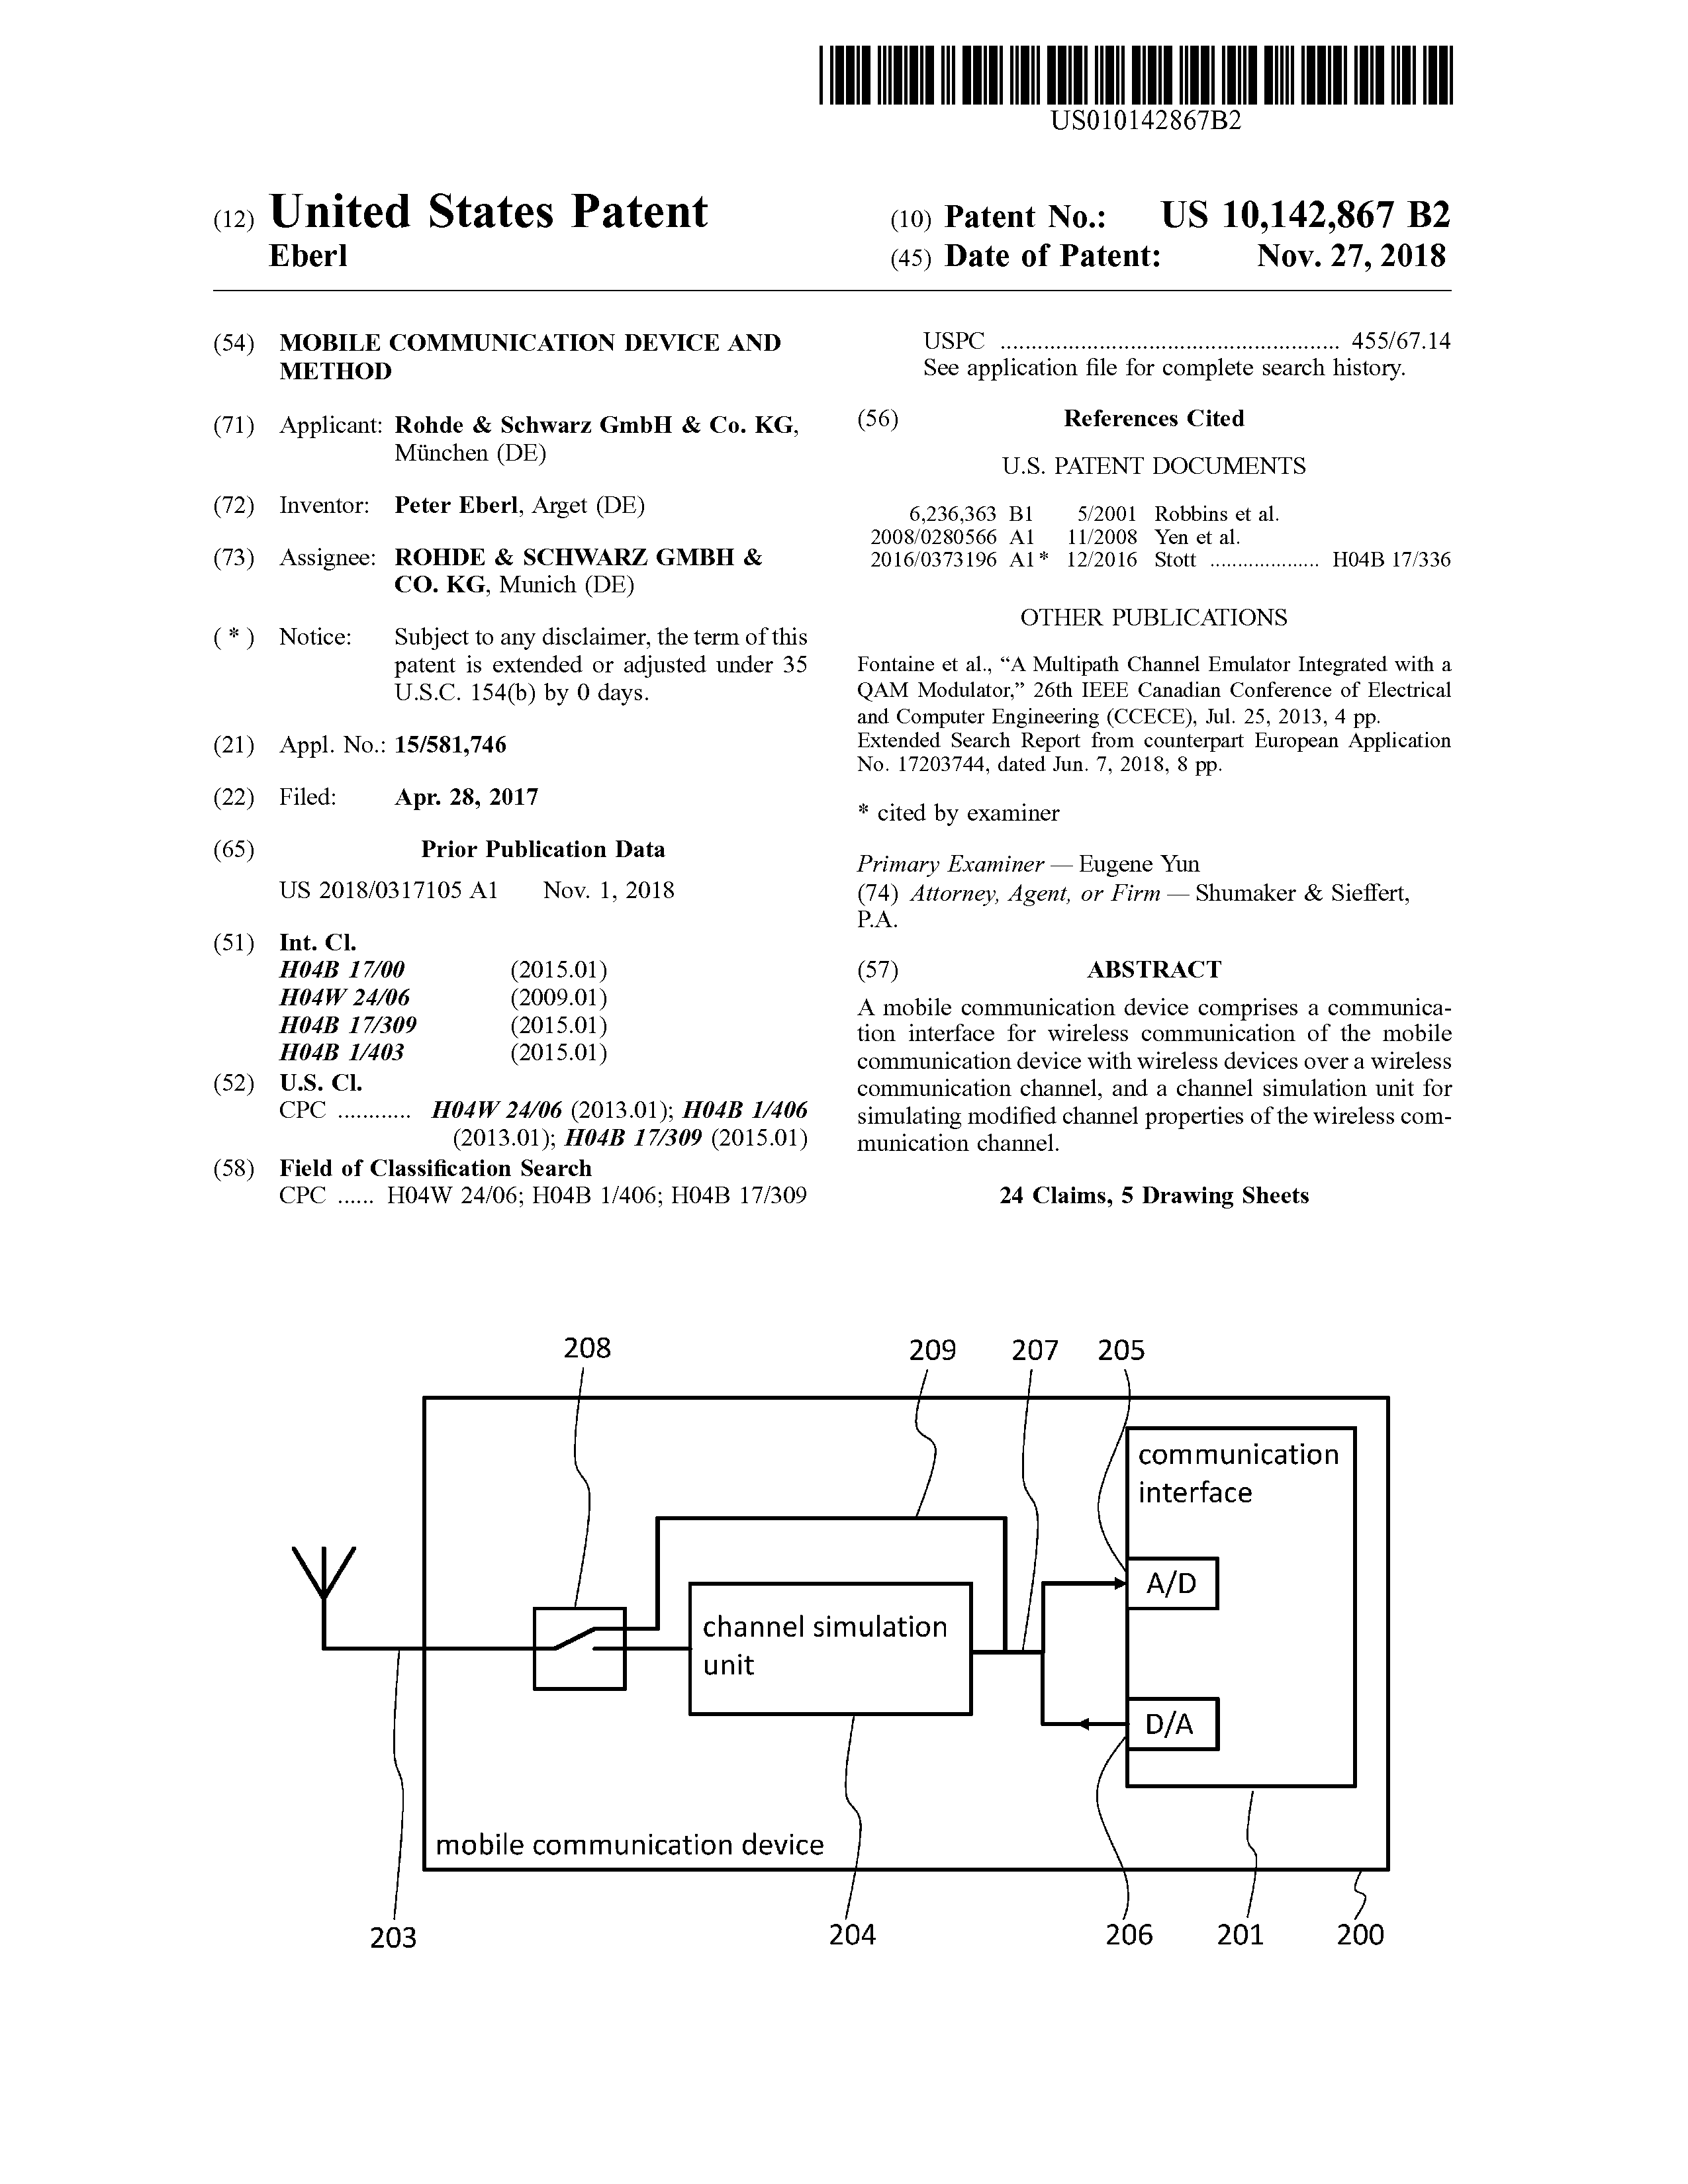 US010142867B2
(12) United States Patent
Eberl
(10) Patent No.: US 10,142,867 B2
(45) Date of Patent: Nov. 27, 2018
(54) MOBILE COMMUNICATION DEVICE AND
METHOD
(71) Applicant: Rohde & Schwarz GmbH & Co. KG,
München (DE)
(72) Inventor: Peter Eberl, Arget (DE)
(73) Assignee: ROHDE & SCHWARZ GMBH &
CO. KG, Munich (DE)
( * ) Notice: Subject to any disclaimer, the term of this
patent is extended or adjusted under 35
U.S.C. 154(b) by 0 days.
(21) Appl. No.: 15/581,746
(22) Filed: Apr. 28, 2017
(65) Prior Publication Data
US 2018/0317105 A1 Nov. 1, 2018
(51) Int. Cl.
H04B 17/00 (2015.01)
H04W 24/06 (2009.01)
H04B 17/309 (2015.01)
H04B 1/403 (2015.01)
(52) U.S. Cl.
CPC ............ H04W 24/06 (2013.01); H04B 1/406
(2013.01); H04B 17/309 (2015.01)
(58) Field of Classification Search
CPC ...... H04W 24/06; H04B 1/406; H04B 17/309
USPC .................................................... 455/67.14
See application file for complete search history.
(56) References Cited
U.S. PATENT DOCUMENTS
6,236,363 B1 5/2001 Robbins et al.
2008/0280566 A1 11/2008 Yen et al.
2016/0373196 A1* 12/2016 Stott .................... H04B 17/336
OTHER PUBLICATIONS
Fontaine et al., “A Multipath Channel Emulator Integrated with a
QAM Modulator,” 26th IEEE Canadian Conference of Electrical
and Computer Engineering (CCECE), Jul. 25, 2013, 4 pp.
Extended Search Report from counterpart European Application
No. 17203744, dated Jun. 7, 2018, 8 pp.
* cited by examiner
Primary Examiner — Eugene Yun
(74) Attorney, Agent, or Firm — Shumaker & Sieffert,
P.A.
(57) ABSTRACT
A mobile communication device comprises a communica-
tion interface for wireless communication of the mobile
communication device with wireless devices over a wireless
communication channel, and a channel simulation unit for
simulating modified channel properties of the wireless com-
munication channel.
24 Claims, 5 Drawing Sheets
208 209 207 205
communication
interface
A/D
channel simulation
unit
D/A
mobile communication device
203 204 206 201 200